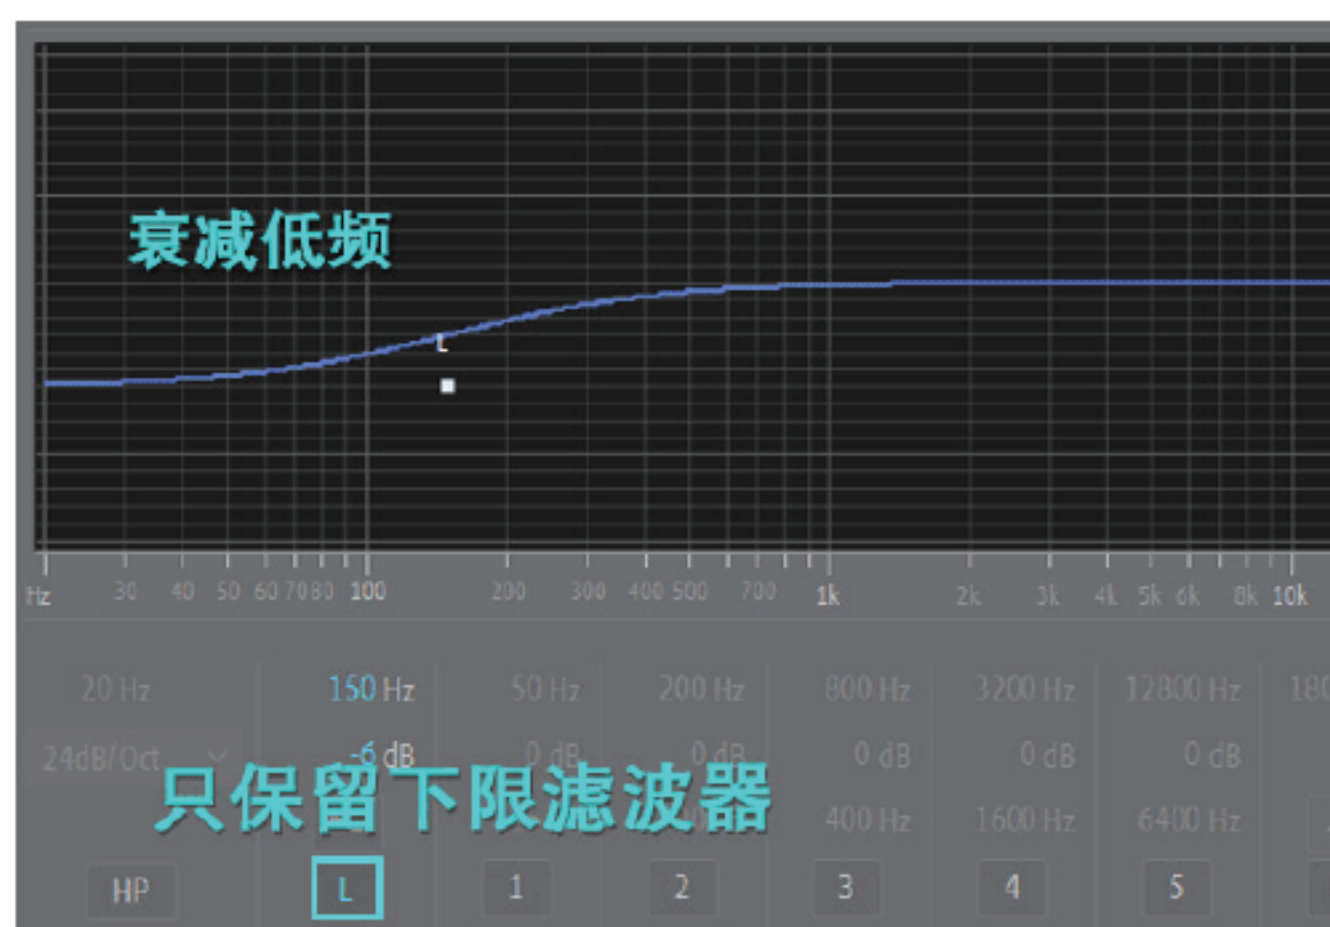 衰减低频
L
Hz 30 40 50 60 70 80 100 200 300 400 500 700 1k 2k 3k 4k 5k 6k 8k 10k
20 Hz 150 Hz 50 Hz 200 Hz 800 Hz 3200 Hz 12800 Hz
24dB/Oct -6 dB 0 dB 0 dB 0 dB 0 dB 0 dB
只保留下限滤波器
400 Hz 1600 Hz 6400 Hz
HP L 1 2 3 4 5